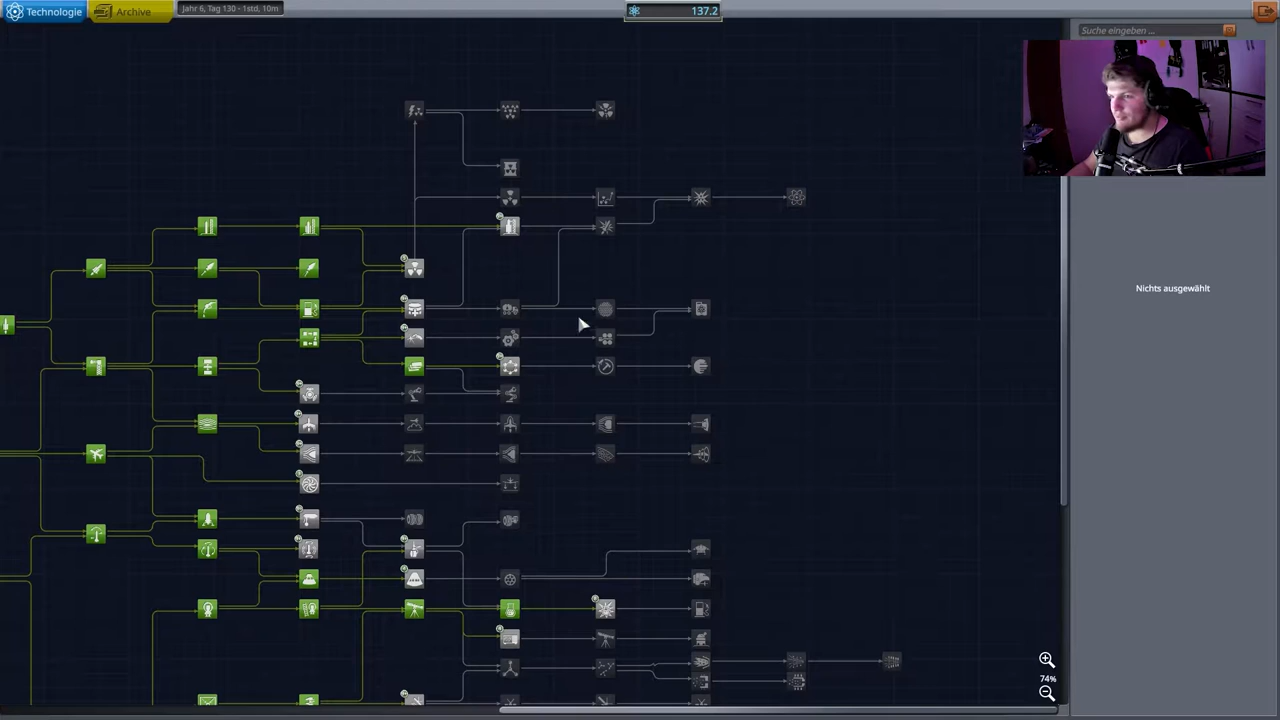 Technologie
Archive
Jahr 6, Tag 130 - 1std, 10m
137.2
Suche eingeben ...
Nichts ausgewählt
74%